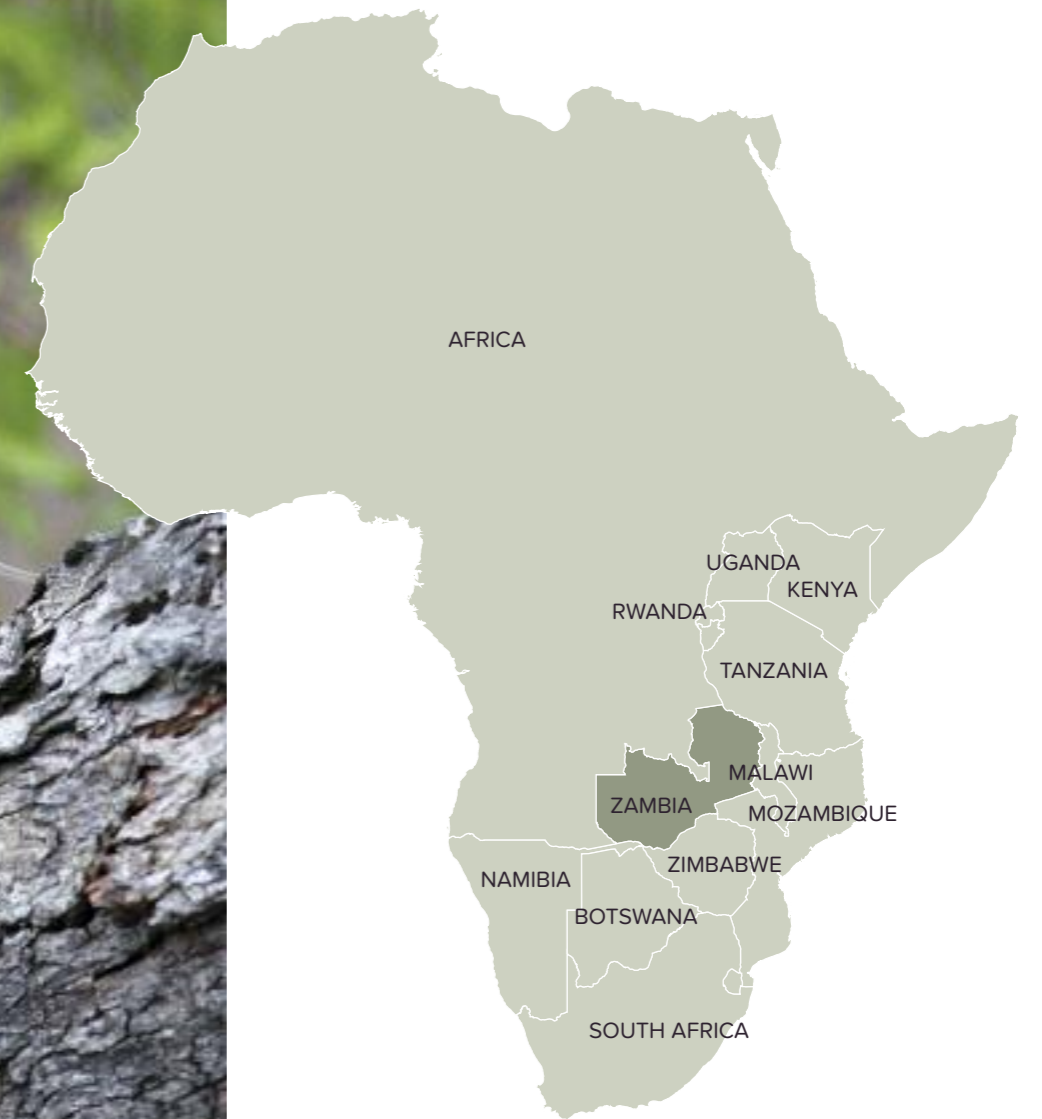 AFRICA
UGANDA
KENYA
RWANDA
TANZANIA
MALAWI
ZAMBIA
MOZAMBIQUE
ZIMBABWE
NAMIBIA
BOTSWANA
SOUTH AFRICA